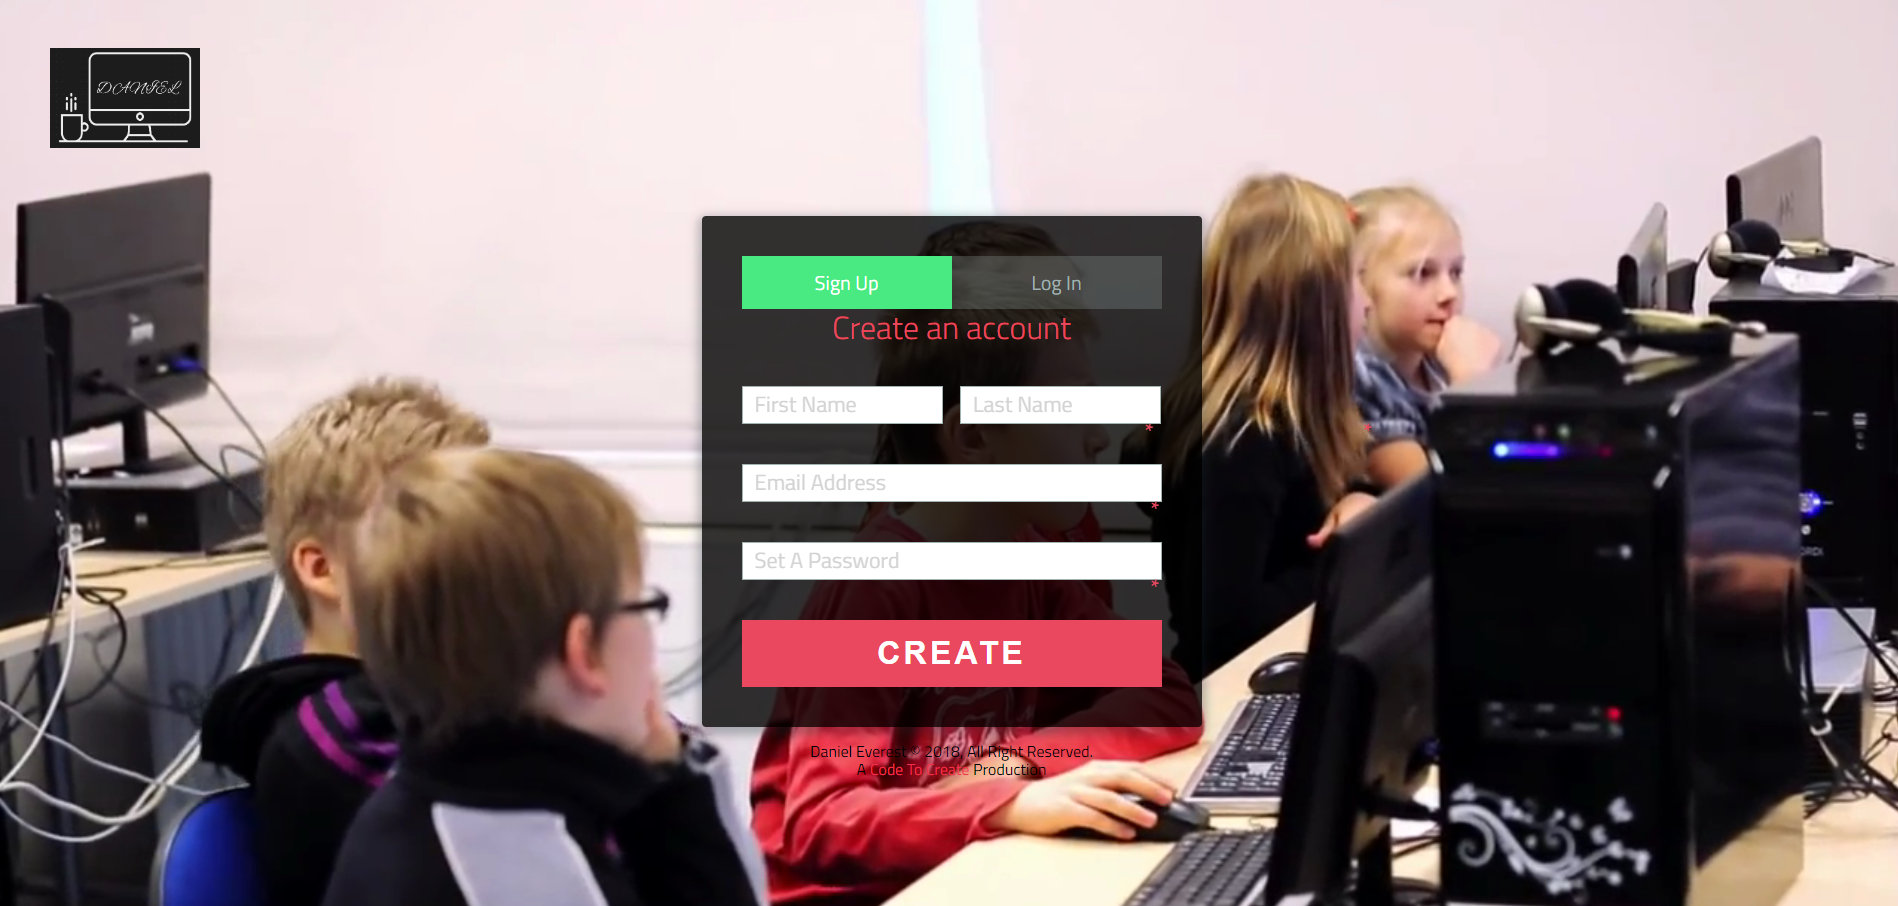 DANIEL
Sign Up
Log In
Create an account
First Name
Last Name
*
*
Email Address
*
Set A Password
*
CREATE
Daniel Everest © 2018. All Right Reserved.
A Code To Create Production